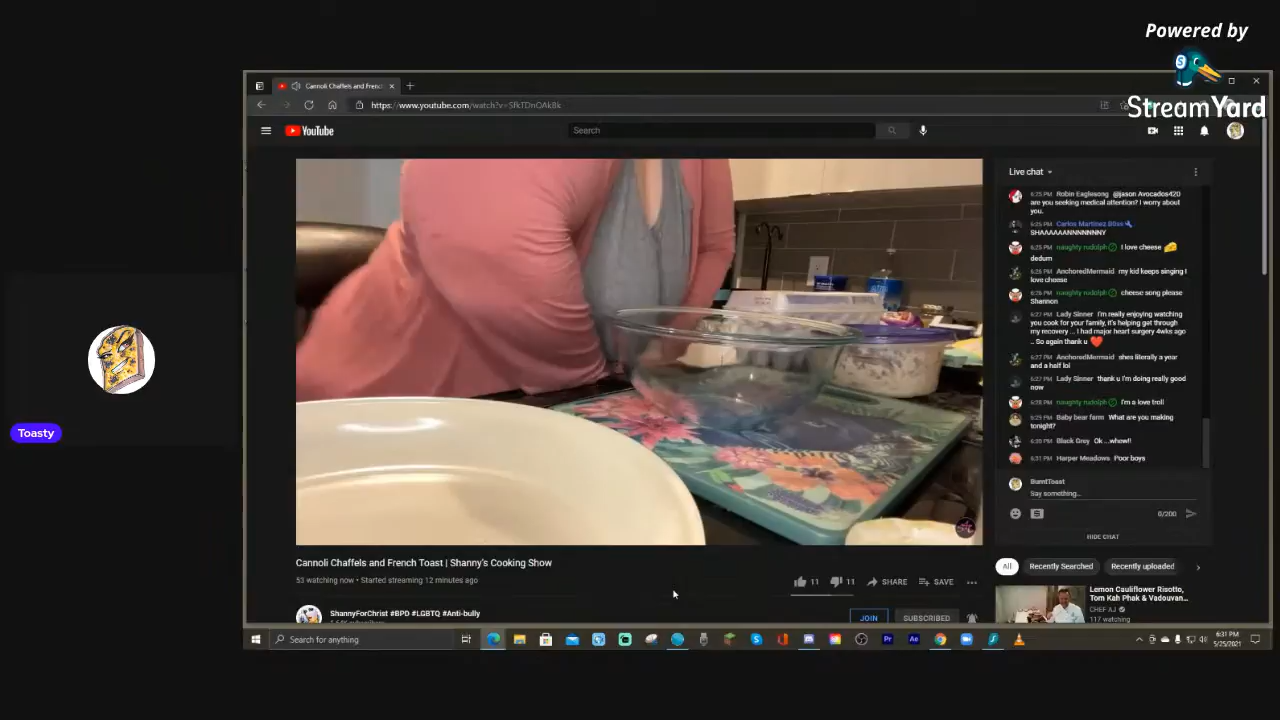 Powered by
StreamYard
Cannoli Chaffels and Frenc
https://www.youtube.com/watch?v=SfkTDnQAk8k
YouTube
Search
Live chat
6:25 PM Robin Eaglesong @jason Avocados420
are you seeking medical attention? I worry about
you.
6:25 PM Carlos Martinez Bliss
SHAAAAAANNNNNNNY
6:25 PM naughty rudolph I love cheese
dedum
6:26 PM AnchoredMermaid my kid keeps singing I
love cheese
6:26 PM naughty rudolph cheese song please
Shannon
6:27 PM Lady Sinner I'm really enjoying watching
you cook for your family, it's helping get through
my recovery ... I had major heart surgery 4wks ago
.. So again thank u
6:27 PM AnchoredMermaid shes literally a year
and a half lol
6:27 PM Lady Sinner thank u I'm doing really good
now
6:28 PM naughty rudolph I'm a love troll
6:29 PM Baby bear farm What are you making
tonight?
6:30 PM Black Grey Ok ...whew!!
6:31 PM Harper Meadows Poor boys
BurntToast
Say something...
0/200
HIDE CHAT
Toasty
Cannoli Chaffels and French Toast | Shanny's Cooking Show
53 watching now • Started streaming 12 minutes ago
11
11
SHARE
SAVE
All
Recently Searched
Recently uploaded
ShannyForChrist #BPD #LGBTQ #Anti-bully
JOIN
SUBSCRIBED
Lemon Cauliflower Risotto,
Tom Kah Phak & Vadouvan...
CHEF AJ
117 watching
Search for anything
6:31 PM
5/25/2021